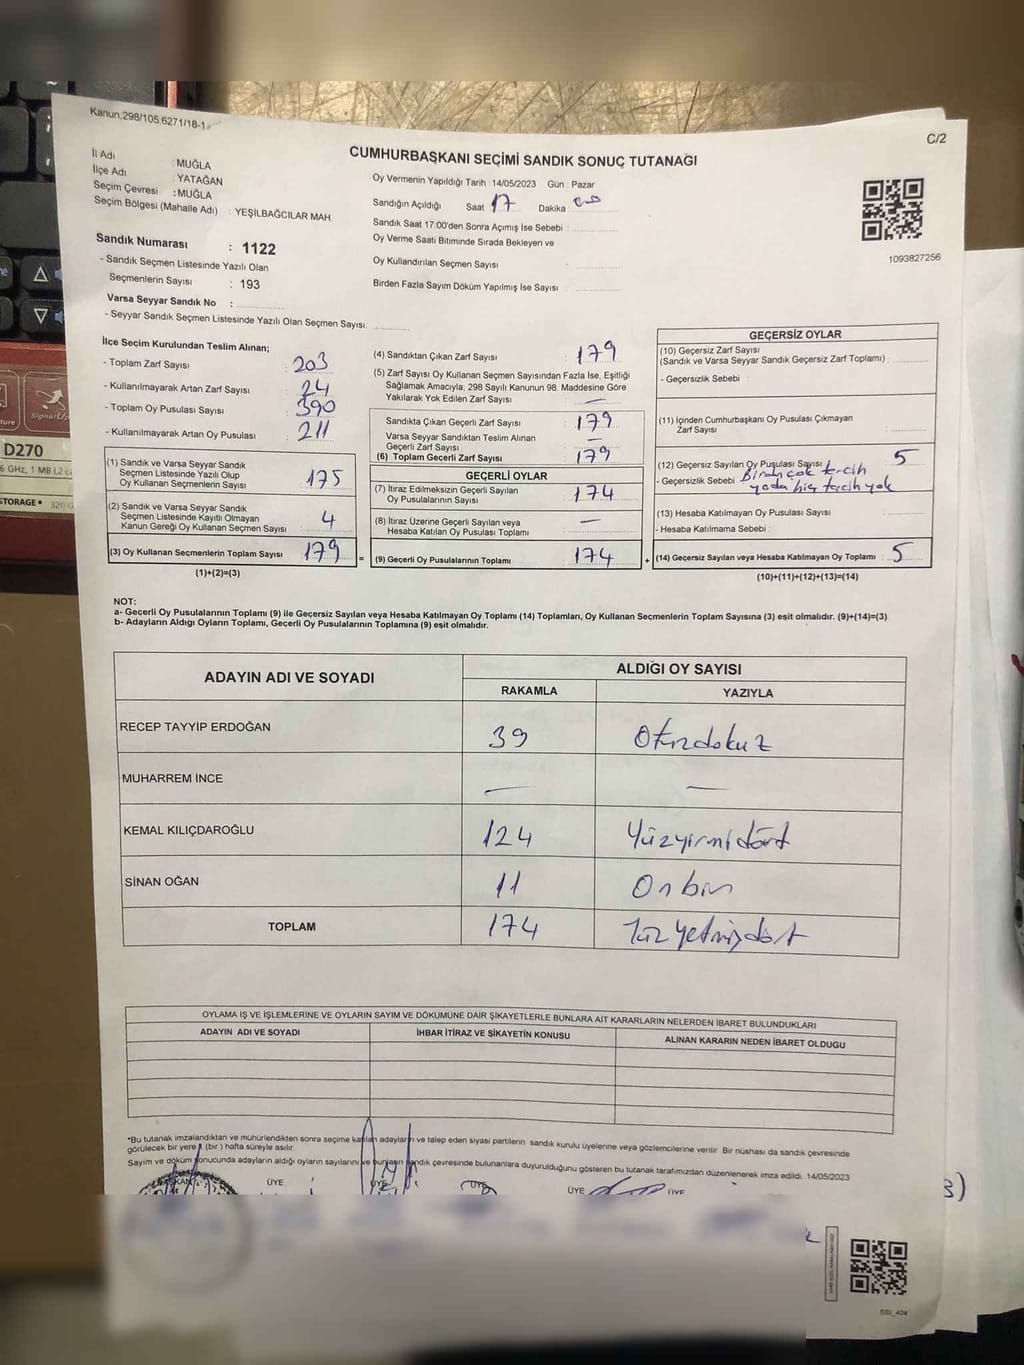 Kanun:298/105,6271/18-1
C/2
CUMHURBAŞKANI SEÇİMİ SANDIK SONUÇ TUTANAĞI
İl Adı : MUĞLA
İlçe Adı : YATAĞAN
Seçim Çevresi : MUĞLA
Seçim Bölgesi (Mahalle Adı) : YEŞİLBAĞCILAR MAH.
Sandık Numarası : 1122
- Sandık Seçmen Listesinde Yazılı Olan
Seçmenlerin Sayısı : 193
Varsa Seyyar Sandık No :
- Seyyar Sandık Seçmen Listesinde Yazılı Olan Seçmen Sayısı:
Oy Vermenin Yapıldığı Tarih : 14/05/2023 Gün : Pazar
Sandığın Açıldığı Saat 17 Dakika
Sandık Saat 17:00'den Sonra Açımış İse Sebebi :
Oy Verme Saati Bitiminde Sırada Bekleyen ve
Oy Kullandırılan Seçmen Sayısı :
Birden Fazla Sayım Döküm Yapılmış İse Sayısı :
1093827256
İlçe Seçim Kurulundan Teslim Alınan;
- Toplam Zarf Sayısı : 203
- Kullanılmayarak Artan Zarf Sayısı : 24
- Toplam Oy Pusulası Sayısı : 390
- Kullanılmayarak Artan Oy Pusulası : 211
(1) Sandık ve Varsa Seyyar Sandık
Seçmen Listesinde Yazılı Olup
Oy Kullanan Seçmenlerin Sayısı : 175
(2) Sandık ve Varsa Seyyar Sandık
Seçmen Listesinde Kayıtlı Olmayan
Kanun Gereği Oy Kullanan Seçmen Sayısı : 4
(3) Oy Kullanan Seçmenlerin Toplam Sayısı : 179 =
(1)+(2)=(3)
(4) Sandıktan Çıkan Zarf Sayısı : 179
(5) Zarf Sayısı Oy Kullanan Seçmen Sayısından Fazla İse, Eşitliği
Sağlamak Amacıyla, 298 Sayılı Kanunun 98. Maddesine Göre
Yakılarak Yok Edilen Zarf Sayısı : —
Sandıkta Çıkan Geçerli Zarf Sayısı : 179
Varsa Seyyar Sandıktan Teslim Alınan
Geçerli Zarf Sayısı : —
(6) Toplam Geçerli Zarf Sayısı : 179
GEÇERLİ OYLAR
(7) İtiraz Edilmeksizin Geçerli Sayılan
Oy Pusulasının Sayısı : 174
(8) İtiraz Üzerine Geçerli Sayılan veya
Hesaba Katılan Oy Pusulası Toplamı : —
(9) Geçerli Oy Pusulalarının Toplamı : 174 +
GEÇERSİZ OYLAR
(10) Geçersiz Zarf Sayısı
(Sandık ve Varsa Seyyar Sandık Geçersiz Zarf Toplamı) :
- Geçersizlik Sebebi :
(11) İçinden Cumhurbaşkanı Oy Pusulası Çıkmayan
Zarf Sayısı :
(12) Geçersiz Sayılan Oy Pusulası Sayısı : 5
- Geçersizlik Sebebi : Birden çok tercih
yada hiç tercih yok
(13) Hesaba Katılmayan Oy Pusulası Sayısı :
- Hesaba Katılmama Sebebi :
(14) Geçersiz Sayılan veya Hesaba Katılmayan Oy Toplamı : 5
(10)+(11)+(12)+(13)=(14)
NOT:
a- Geçerli Oy Pusulalarının Toplamı (9) ile Geçersiz Sayılan veya Hesaba Katılmayan Oy Toplamı (14) Toplamları, Oy Kullanan Seçmenlerin Toplam Sayısına (3) eşit olmalıdır. (9)+(14)=(3)
b- Adayların Aldığı Oyların Toplamı, Geçerli Oy Pusulalarının Toplamına (9) eşit olmalıdır.
ADAYIN ADI VE SOYADI ALDIĞI OY SAYISI
RAKAMLA YAZIYLA
RECEP TAYYİP ERDOĞAN 39 Otuzdokuz
MUHARREM İNCE — —
KEMAL KILIÇDAROĞLU 124 Yüzyirmidört
SİNAN OĞAN 11 Onbir
TOPLAM 174 Yüzyetmişdört
OYLAMA İŞ VE İŞLEMLERİNE VE OYLARIN SAYIM VE DÖKÜMÜNE DAİR ŞİKAYETLERLE BUNLARA AİT KARARLARIN NELERDEN İBARET BULUNDUKLARI
ADAYIN ADI VE SOYADI İHBAR İTİRAZ VE ŞİKAYETİN KONUSU ALINAN KARARIN NEDEN İBARET OLDUGU
*Bu tutanak imzalandıktan ve mühürlendikten sonra seçime katılan adayların ve talep eden siyasi partilerin sandık kurulu üyelerine veya gözlemcilerine verilir. Bir nüshası da sandık çevresinde
görülecek bir yere 1 (bir) hafta süreyle asılır.
Sayım ve döküm sonucunda adayların aldığı oyların sayılarını ve bunların sandık çevresinde bulunanlara duyurulduğunu gösteren bu tutanak tarafımızdan düzenlenerek imza edildi. 14/05/2023
BAŞKAN ÜYE ÜYE ÜYE ÜYE ÜYE
D270